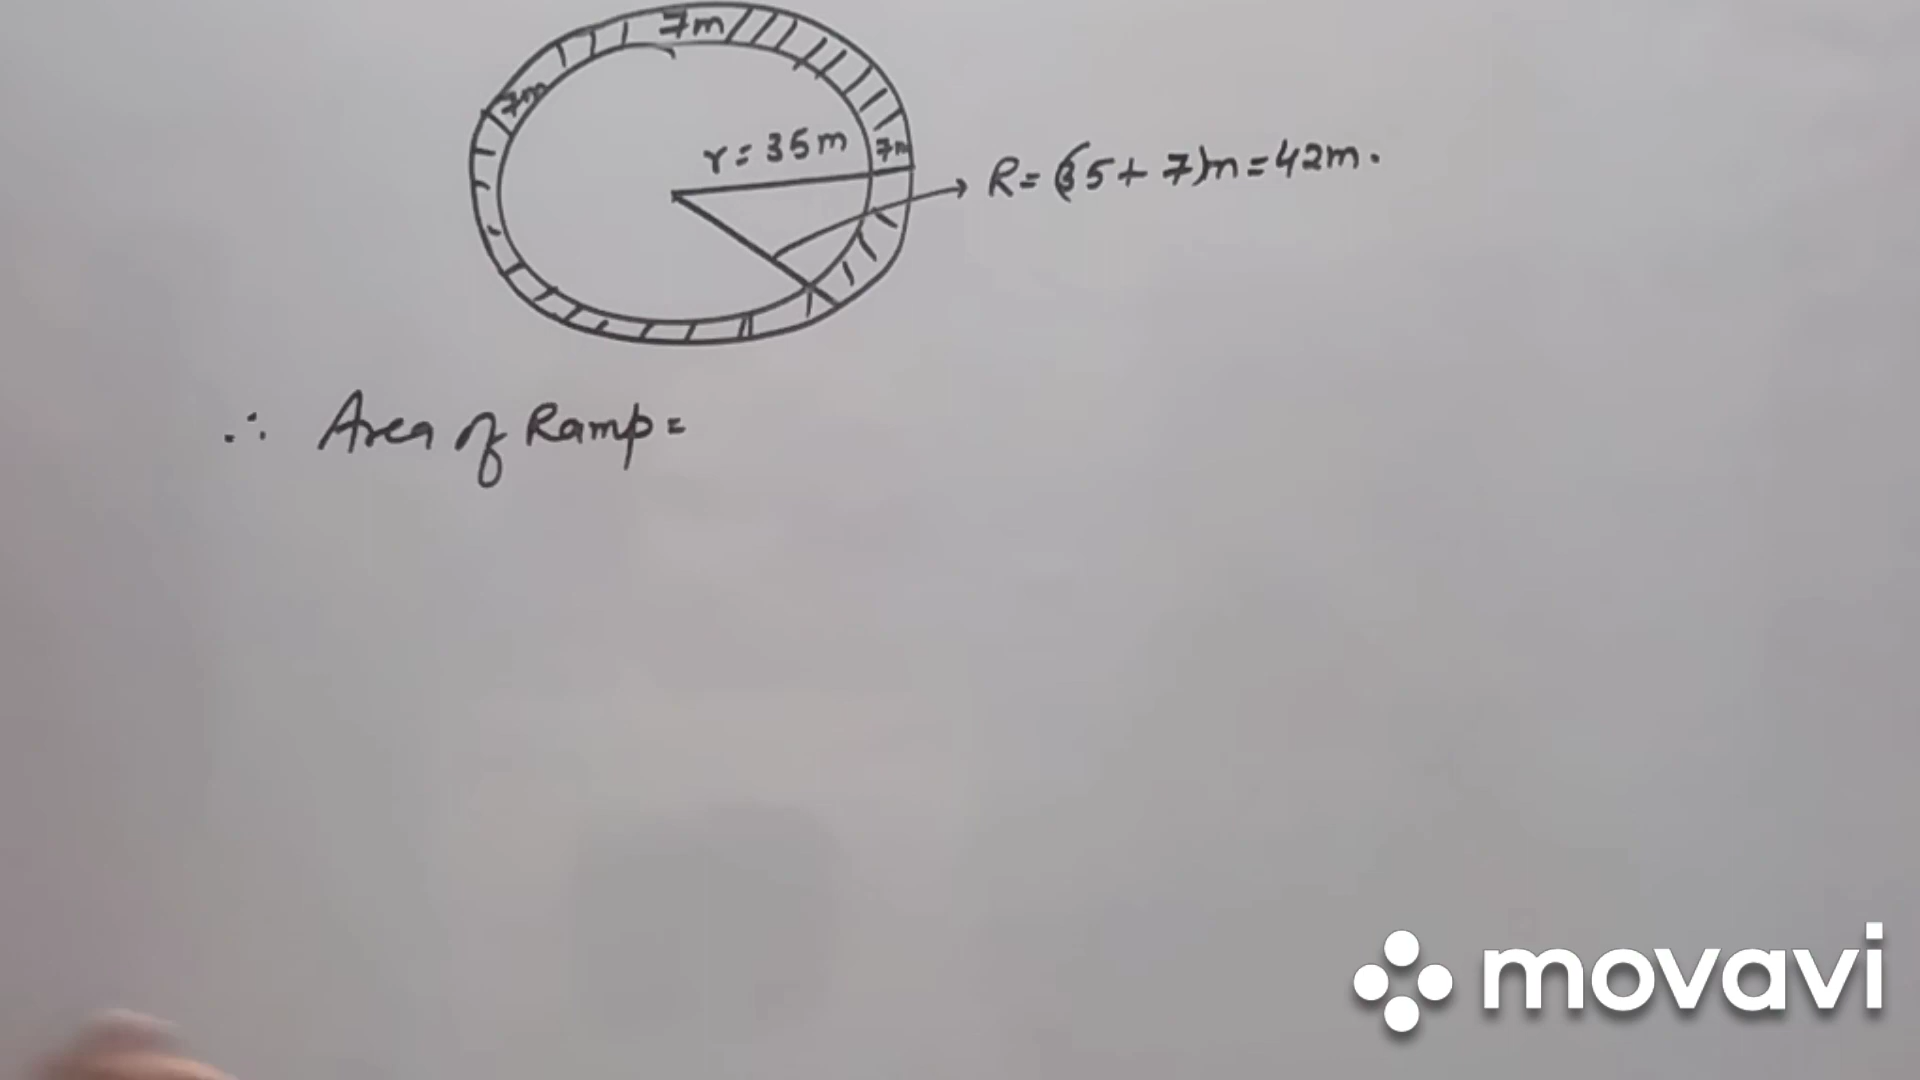 7m
7m
r = 35m
7m
R = (35 + 7)m = 42m.
∴ Area of Ramp =
movavi